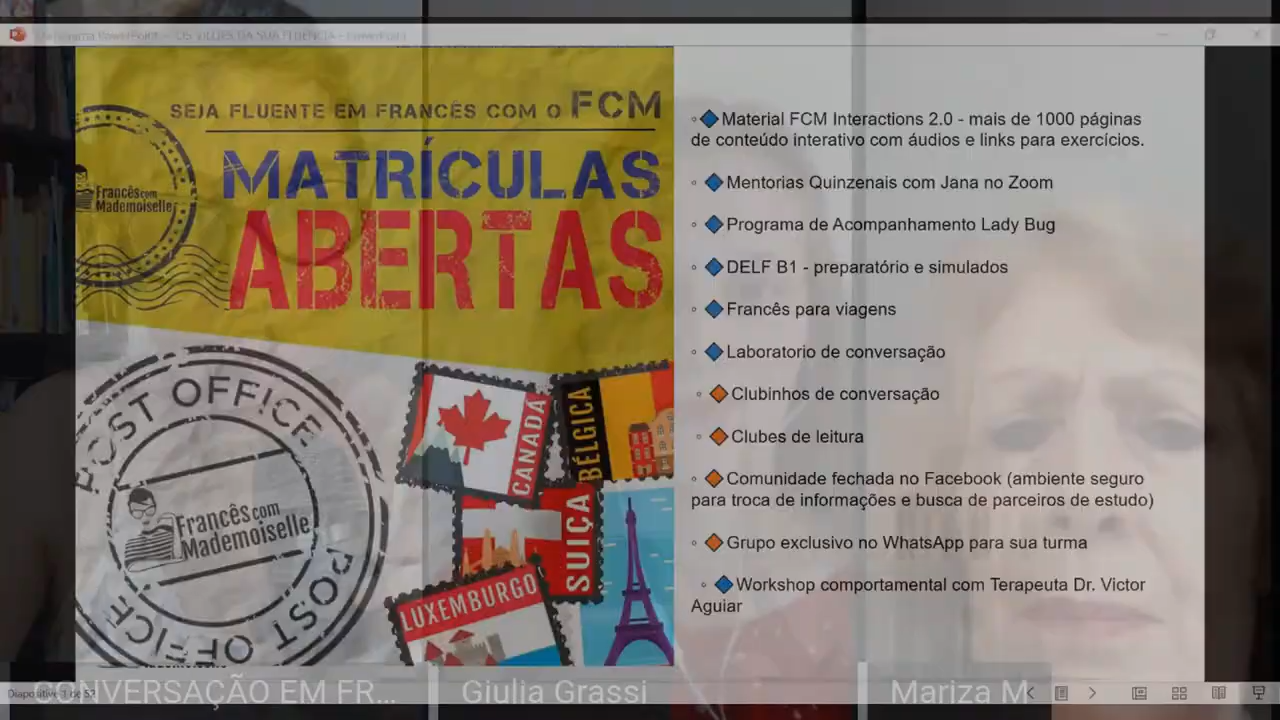 SEJA FLUENTE EM FRANCÊS COM O FCM
MATRÍCULAS
ABERTAS
Francês com
Mademoiselle
POST OFFICE
Francês com
Mademoiselle
POST OFFICE
CANADA
BÉLGICA
SUIÇA
LUXEMBURGO
Material FCM Interactions 2.0 - mais de 1000 páginas
de conteúdo interativo com áudios e links para exercícios.
Mentorias Quinzenais com Jana no Zoom
Programa de Acompanhamento Lady Bug
DELF B1 - preparatório e simulados
Francês para viagens
Laboratorio de conversação
Clubinhos de conversação
Clubes de leitura
Comunidade fechada no Facebook (ambiente seguro
para troca de informações e busca de parceiros de estudo)
Grupo exclusivo no WhatsApp para sua turma
Workshop comportamental com Terapeuta Dr. Victor
Aguiar
Diapositivo 1 de 52
CONVERSAÇÃO EM FR...
Giulia Grassi
Mariza M